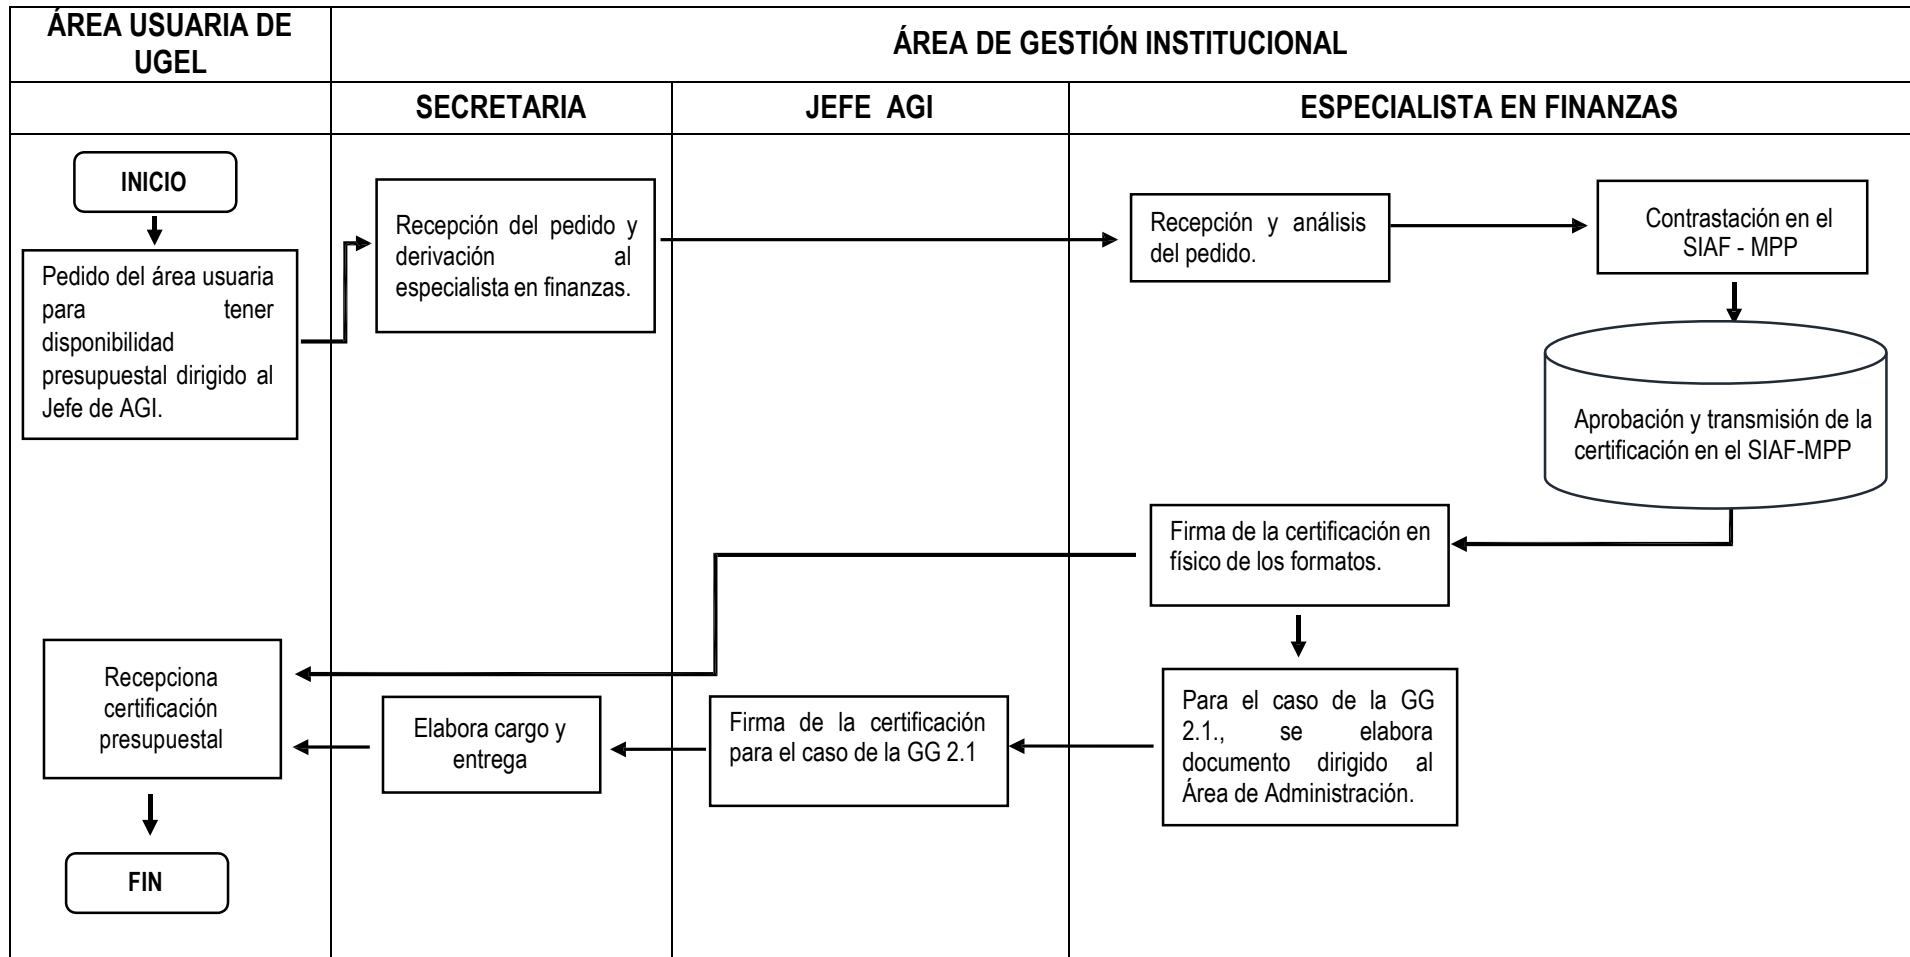 ÁREA USUARIA DE
UGEL
ÁREA DE GESTIÓN INSTITUCIONAL
SECRETARIA
JEFE AGI
ESPECIALISTA EN FINANZAS
INICIO
Pedido del área usuaria
para tener
disponibilidad
presupuestal dirigido al
Jefe de AGI.
Recepción del pedido y
derivación al
especialista en finanzas.
Recepción y análisis
del pedido.
Contrastación en el
SIAF - MPP
Aprobación y transmisión de la
certificación en el SIAF-MPP
Firma de la certificación en
físico de los formatos.
Para el caso de la GG
2.1., se elabora
documento dirigido al
Área de Administración.
Firma de la certificación
para el caso de la GG 2.1
Elabora cargo y
entrega
Recepciona
certificación
presupuestal
FIN